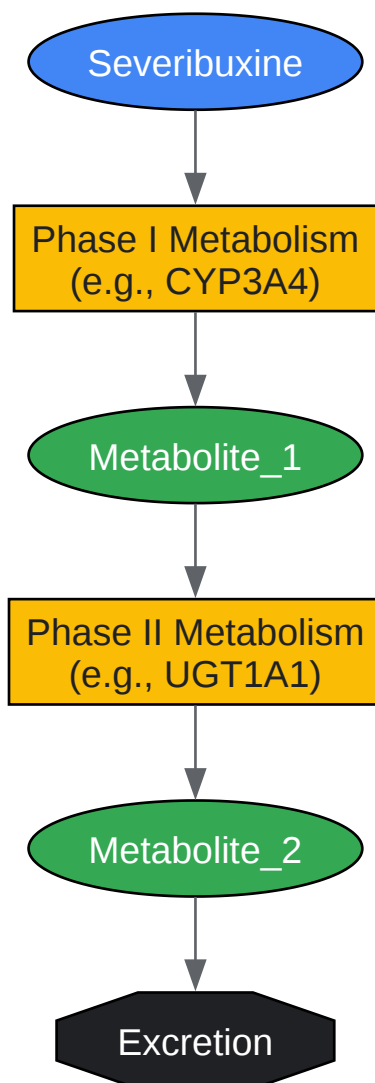 Severibuxine
Phase I Metabolism
(e.g., CYP3A4)
Metabolite_1
Phase II Metabolism
(e.g., UGT1A1)
Metabolite_2
Excretion